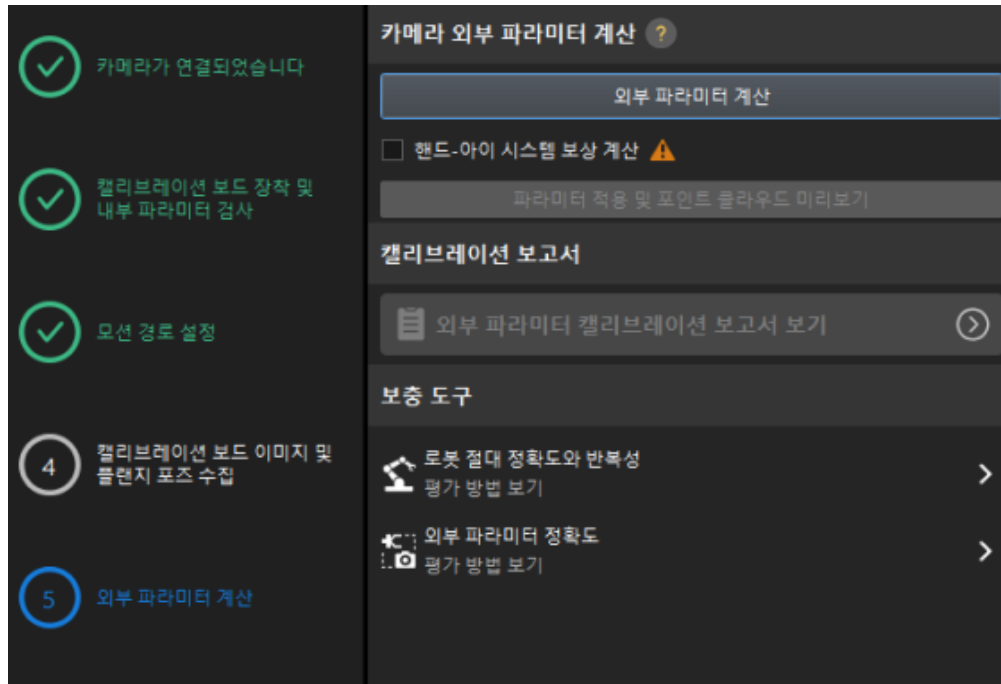 카메라가 연결되었습니다
캘리브레이션 보드 장착 및
내부 파라미터 검사
모션 경로 설정
4
캘리브레이션 보드 이미지 및
플랜지 포즈 수집
5
외부 파라미터 계산
카메라 외부 파라미터 계산 ?
외부 파라미터 계산
핸드-아이 시스템 보상 계산
파라미터 적용 및 포인트 클라우드 미리보기
캘리브레이션 보고서
외부 파라미터 캘리브레이션 보고서 보기
보충 도구
로봇 절대 정확도와 반복성
평가 방법 보기
외부 파라미터 정확도
평가 방법 보기